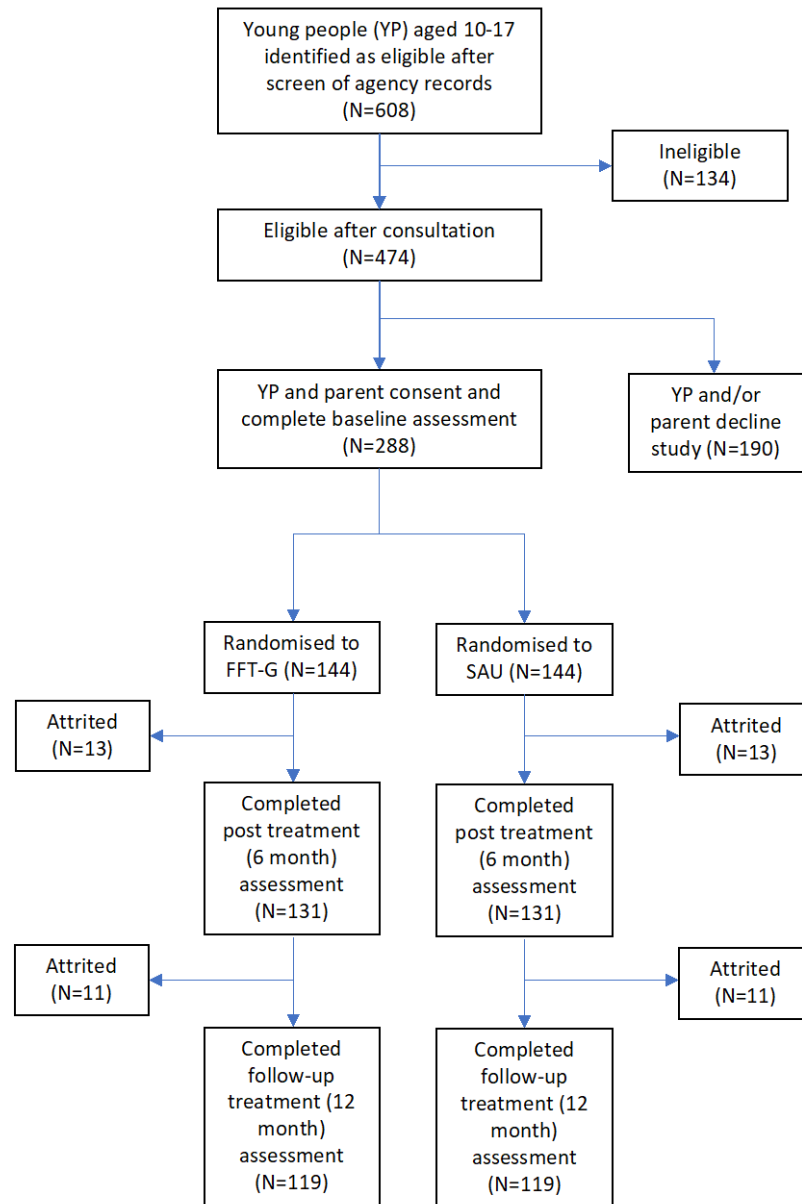 Young people (YP) aged 10-17
identified as eligible after
screen of agency records
(N=608)
Ineligible
(N=134)
Eligible after consultation
(N=474)
YP and parent consent and
complete baseline assessment
(N=288)
YP and/or
parent decline
study (N=190)
Randomised to
FFT-G (N=144)
Randomised to
SAU (N=144)
Attrited
(N=13)
Attrited
(N=13)
Completed
post treatment
(6 month)
assessment
(N=131)
Completed
post treatment
(6 month)
assessment
(N=131)
Attrited
(N=11)
Attrited
(N=11)
Completed
follow-up
treatment (12
month)
assessment
(N=119)
Completed
follow-up
treatment (12
month)
assessment
(N=119)